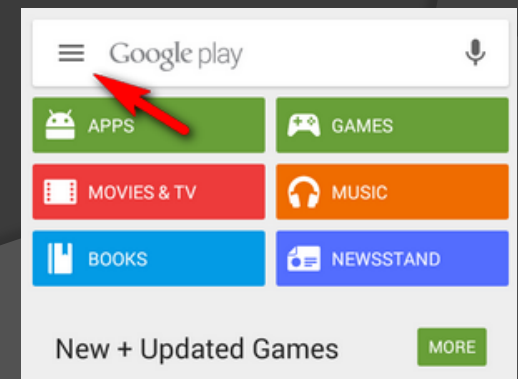 Google play
APPS
GAMES
MOVIES & TV
MUSIC
BOOKS
NEWSSTAND
New + Updated Games
MORE